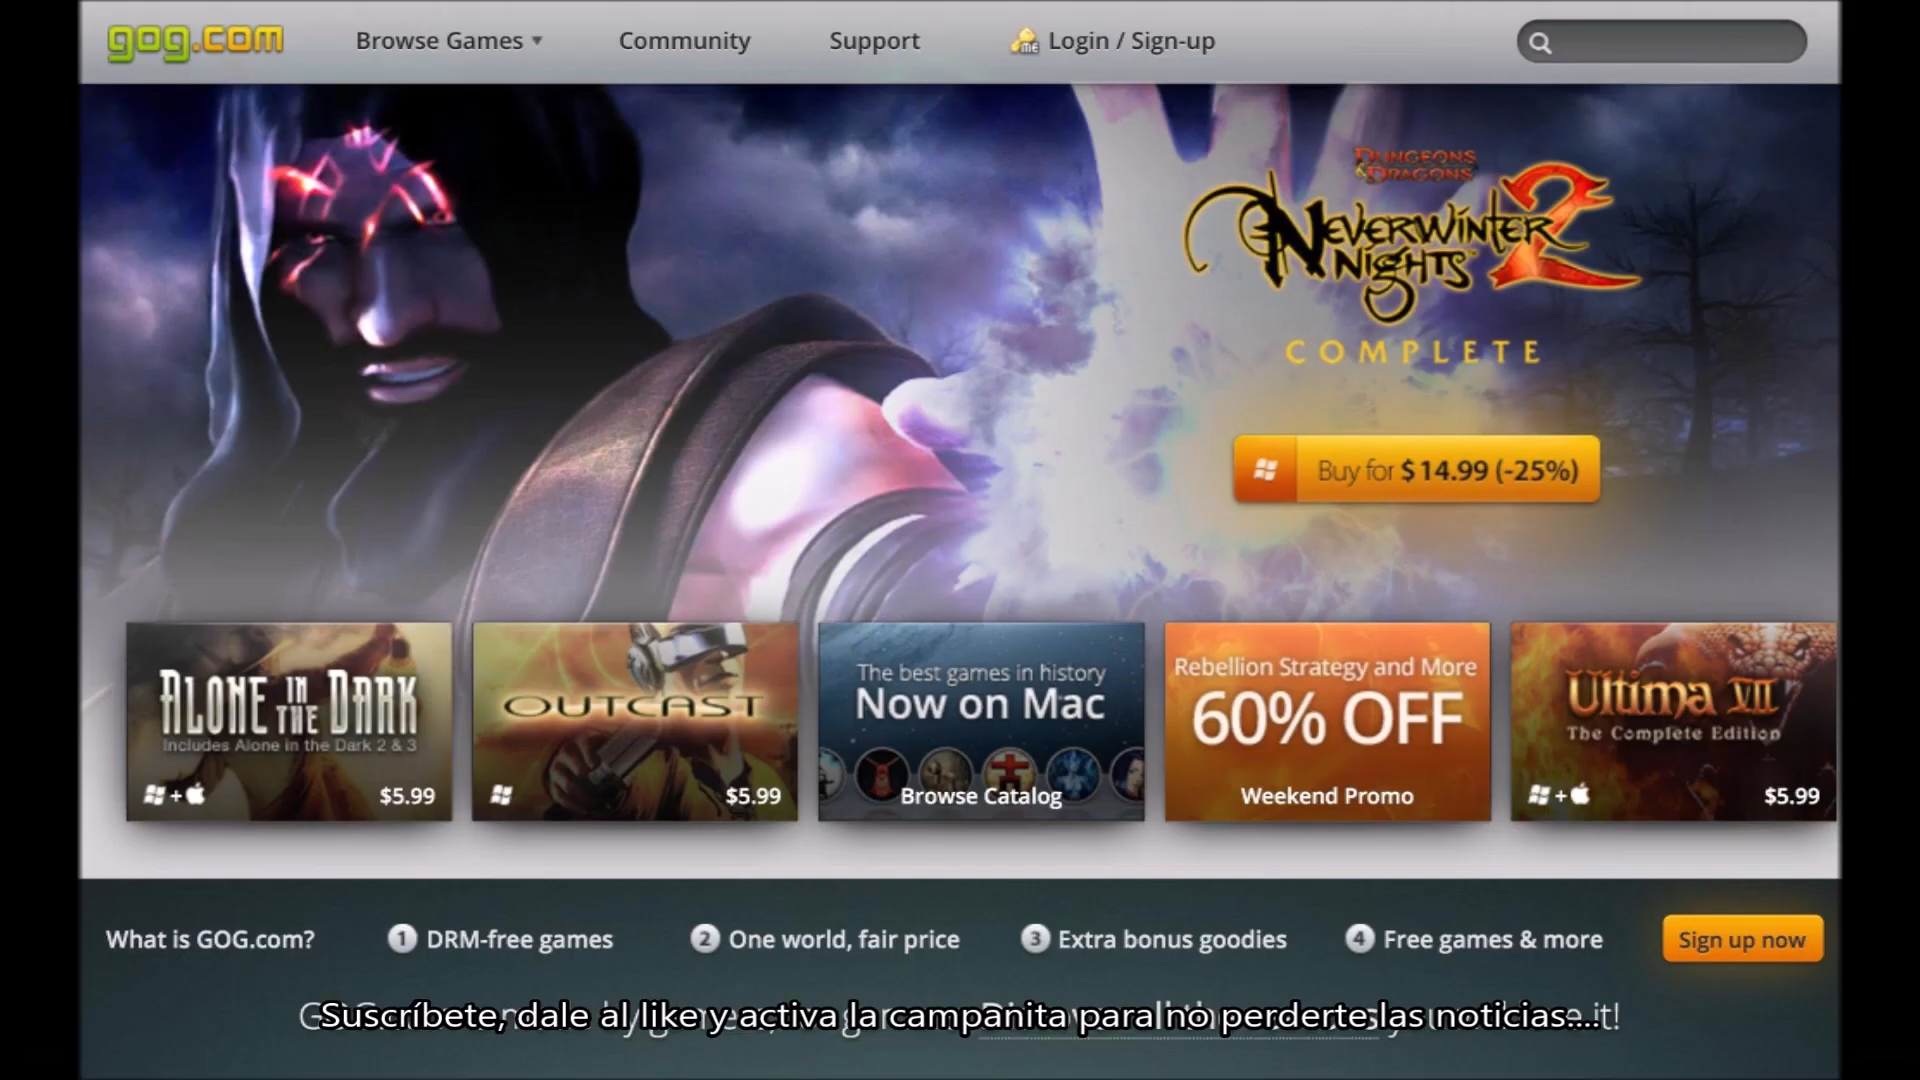 gog.com
Browse Games
Community
Support
Login / Sign-up
DUNGEONS & DRAGONS
NEVERWINTER NIGHTS 2
COMPLETE
Buy for $14.99 (-25%)
ALONE IN THE DARK
Includes Alone in the Dark 2 & 3
$5.99
OUTCAST
$5.99
The best games in history
Now on Mac
Browse Catalog
Rebellion Strategy and More
60% OFF
Weekend Promo
Ultima VII
The Complete Edition
$5.99
What is GOG.com?
1 DRM-free games
2 One world, fair price
3 Extra bonus goodies
4 Free games & more
Sign up now
Suscríbete, dale al like y activa la campanita para no perderte las noticias....